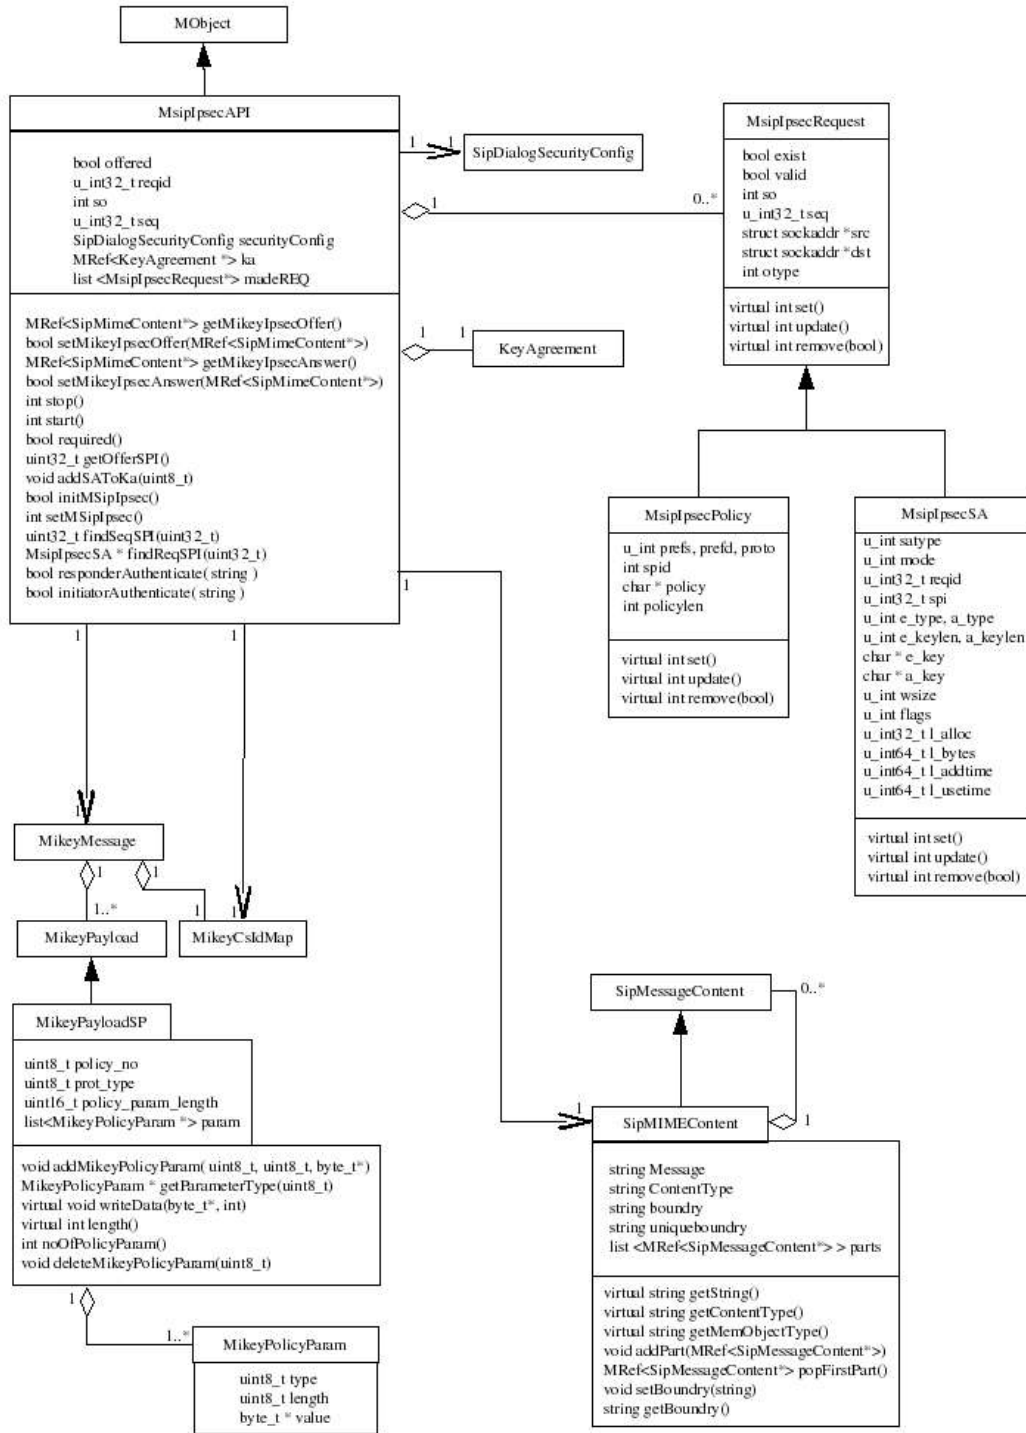 MObject
MsipIpsecAPI
bool offered
u_int32_t reqid
int so
u_int32_t seq
SipDialogSecurityConfig securityConfig
MRef<KeyAgreement *> ka
list <MsipIpsecRequest*> madeREQ
MRef<SipMimeContent*> getMikeyIpsecOffer()
bool setMikeyIpsecOffer(MRef<SipMimeContent*>)
MRef<SipMimeContent*> getMikeyIpsecAnswer()
bool setMikeyIpsecAnswer(MRef<SipMimeContent*>)
int stop()
int start()
bool required()
uint32_t getOfferSPI()
void addSAToKa(uint8_t)
bool initMSipIpsec()
int setMSipIpsec()
uint32_t findSeqSPI(uint32_t)
MsipIpsecSA * findReqSPI(uint32_t)
bool responderAuthenticate( string )
bool initiatorAuthenticate( string )
1 1
SipDialogSecurityConfig
1
0..*
1 1
KeyAgreement
1
1
1
MsipIpsecRequest
bool exist
bool valid
int so
u_int32_t seq
struct sockaddr *src
struct sockaddr *dst
int otype
virtual int set()
virtual int update()
virtual int remove(bool)
MsipIpsecPolicy
u_int prefs, prefd, proto
int spid
char * policy
int policylen
virtual int set()
virtual int update()
virtual int remove(bool)
MsipIpsecSA
u_int satype
u_int mode
u_int32_t reqid
u_int32_t spi
u_int e_type, a_type
u_int e_keylen, a_keylen
char * e_key
char * a_key
u_int wsize
u_int flags
u_int32_t l_alloc
u_int64_t l_bytes
u_int64_t l_addtime
u_int64_t l_usetime
virtual int set()
virtual int update()
virtual int remove(bool)
1
MikeyMessage
1 1
1..* 1 1
MikeyPayload
MikeyCsIdMap
MikeyPayloadSP
uint8_t policy_no
uint8_t prot_type
uint16_t policy_param_length
list<MikeyPolicyParam *> param
void addMikeyPolicyParam( uint8_t, uint8_t, byte_t*)
MikeyPolicyParam * getParameterType(uint8_t)
virtual void writeData(byte_t*, int)
virtual int length()
int noOfPolicyParam()
void deleteMikeyPolicyParam(uint8_t)
1
1..*
MikeyPolicyParam
uint8_t type
uint8_t length
byte_t * value
SipMessageContent
0..*
1
SipMIMEContent
1
string Message
string ContentType
string boundry
string uniqueboundry
list <MRef<SipMessageContent*> > parts
virtual string getString()
virtual string getContentType()
virtual string getMemObjectType()
void addPart(MRef<SipMessageContent*>)
MRef<SipMessageContent*> popFirstPart()
void setBoundry(string)
string getBoundry()